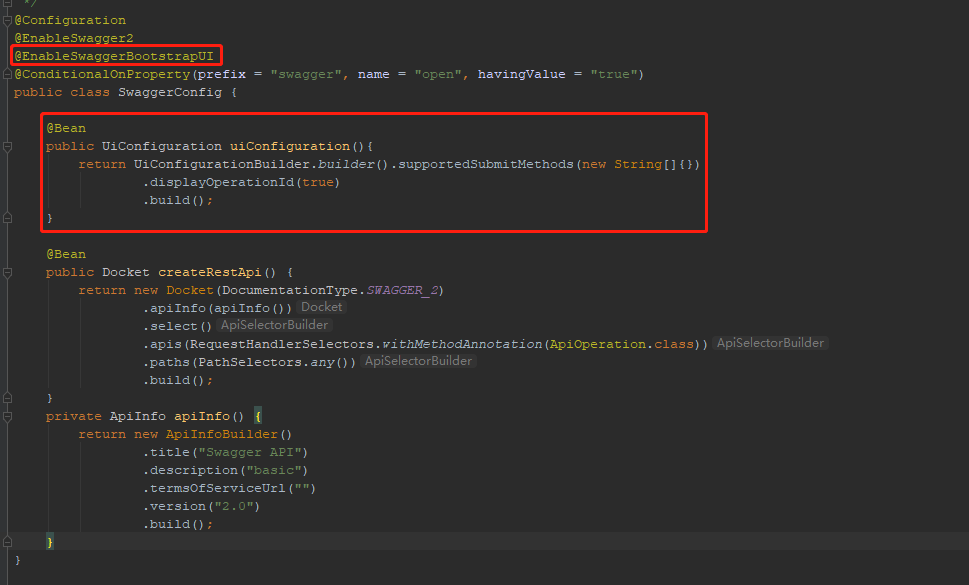 */
@Configuration
@EnableSwagger2
@EnableSwaggerBootstrapUI
@ConditionalOnProperty(prefix = "swagger", name = "open", havingValue = "true")
public class SwaggerConfig {
@Bean
public UiConfiguration uiConfiguration(){
return UiConfigurationBuilder.builder().supportedSubmitMethods(new String[]{})
.displayOperationId(true)
.build();
}
@Bean
public Docket createRestApi() {
return new Docket(DocumentationType.SWAGGER_2)
.apiInfo(apiInfo()) Docket
.select() ApiSelectorBuilder
.apis(RequestHandlerSelectors.withMethodAnnotation(ApiOperation.class)) ApiSelectorBuilder
.paths(PathSelectors.any()) ApiSelectorBuilder
.build();
}
private ApiInfo apiInfo() {
return new ApiInfoBuilder()
.title("Swagger API")
.description("basic")
.termsOfServiceUrl("")
.version("2.0")
.build();
}
}